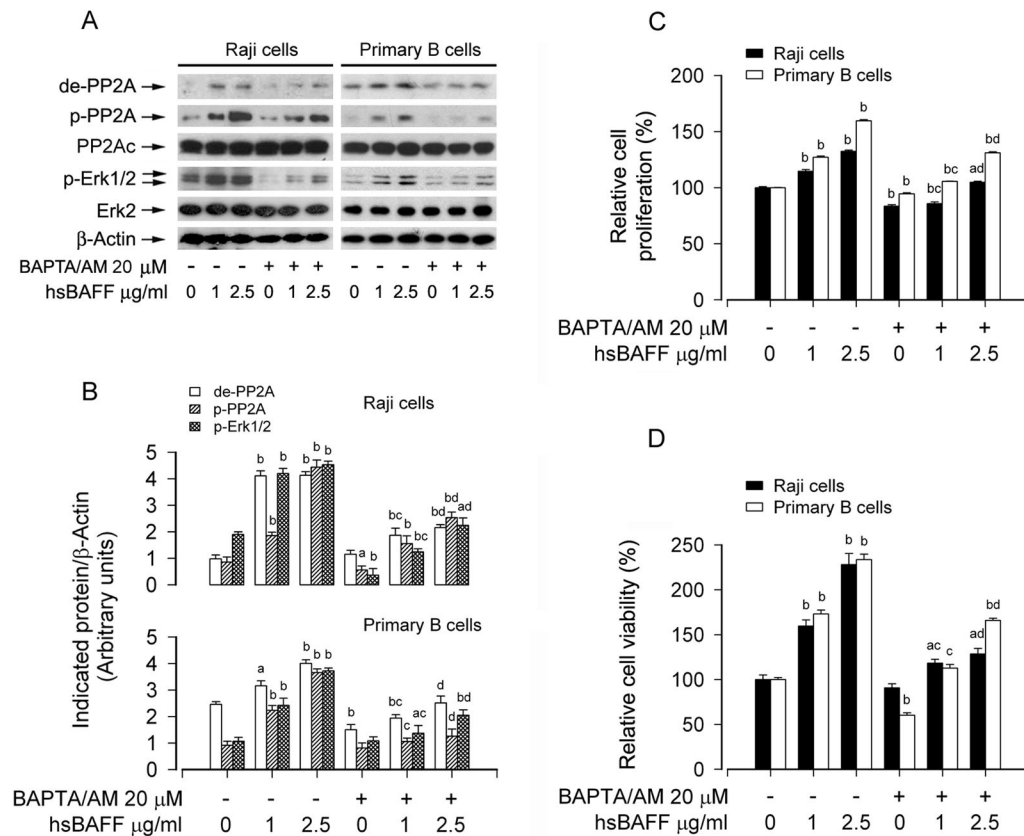 A
Raji cells Primary B cells
de-PP2A
p-PP2A
PP2Ac
p-Erk1/2
Erk2
β-Actin
BAPTA/AM 20 μM - - - + + + - - - + + +
hsBAFF μg/ml 0 1 2.5 0 1 2.5 0 1 2.5 0 1 2.5
B
de-PP2A
p-PP2A
p-Erk1/2
Raji cells
Indicated protein/β-Actin
(Arbitrary units)
5
4
3
2
1
0
b b b b b b
b a b bc b bc bd bd ad
Primary B cells
5
4
3
2
1
0
a b b b b b
b bc c ac d d bd
BAPTA/AM 20 μM - - - + + +
hsBAFF μg/ml 0 1 2.5 0 1 2.5
C
Raji cells
Primary B cells
Relative cell
proliferation (%)
200
150
100
50
0
b b b b b b bc bc ad bd
BAPTA/AM 20 μM - - - + + +
hsBAFF μg/ml 0 1 2.5 0 1 2.5
D
Raji cells
Primary B cells
Relative cell viability (%)
250
200
150
100
50
0
b b b b b ac c ad bd
BAPTA/AM 20 μM - - - + + +
hsBAFF μg/ml 0 1 2.5 0 1 2.5